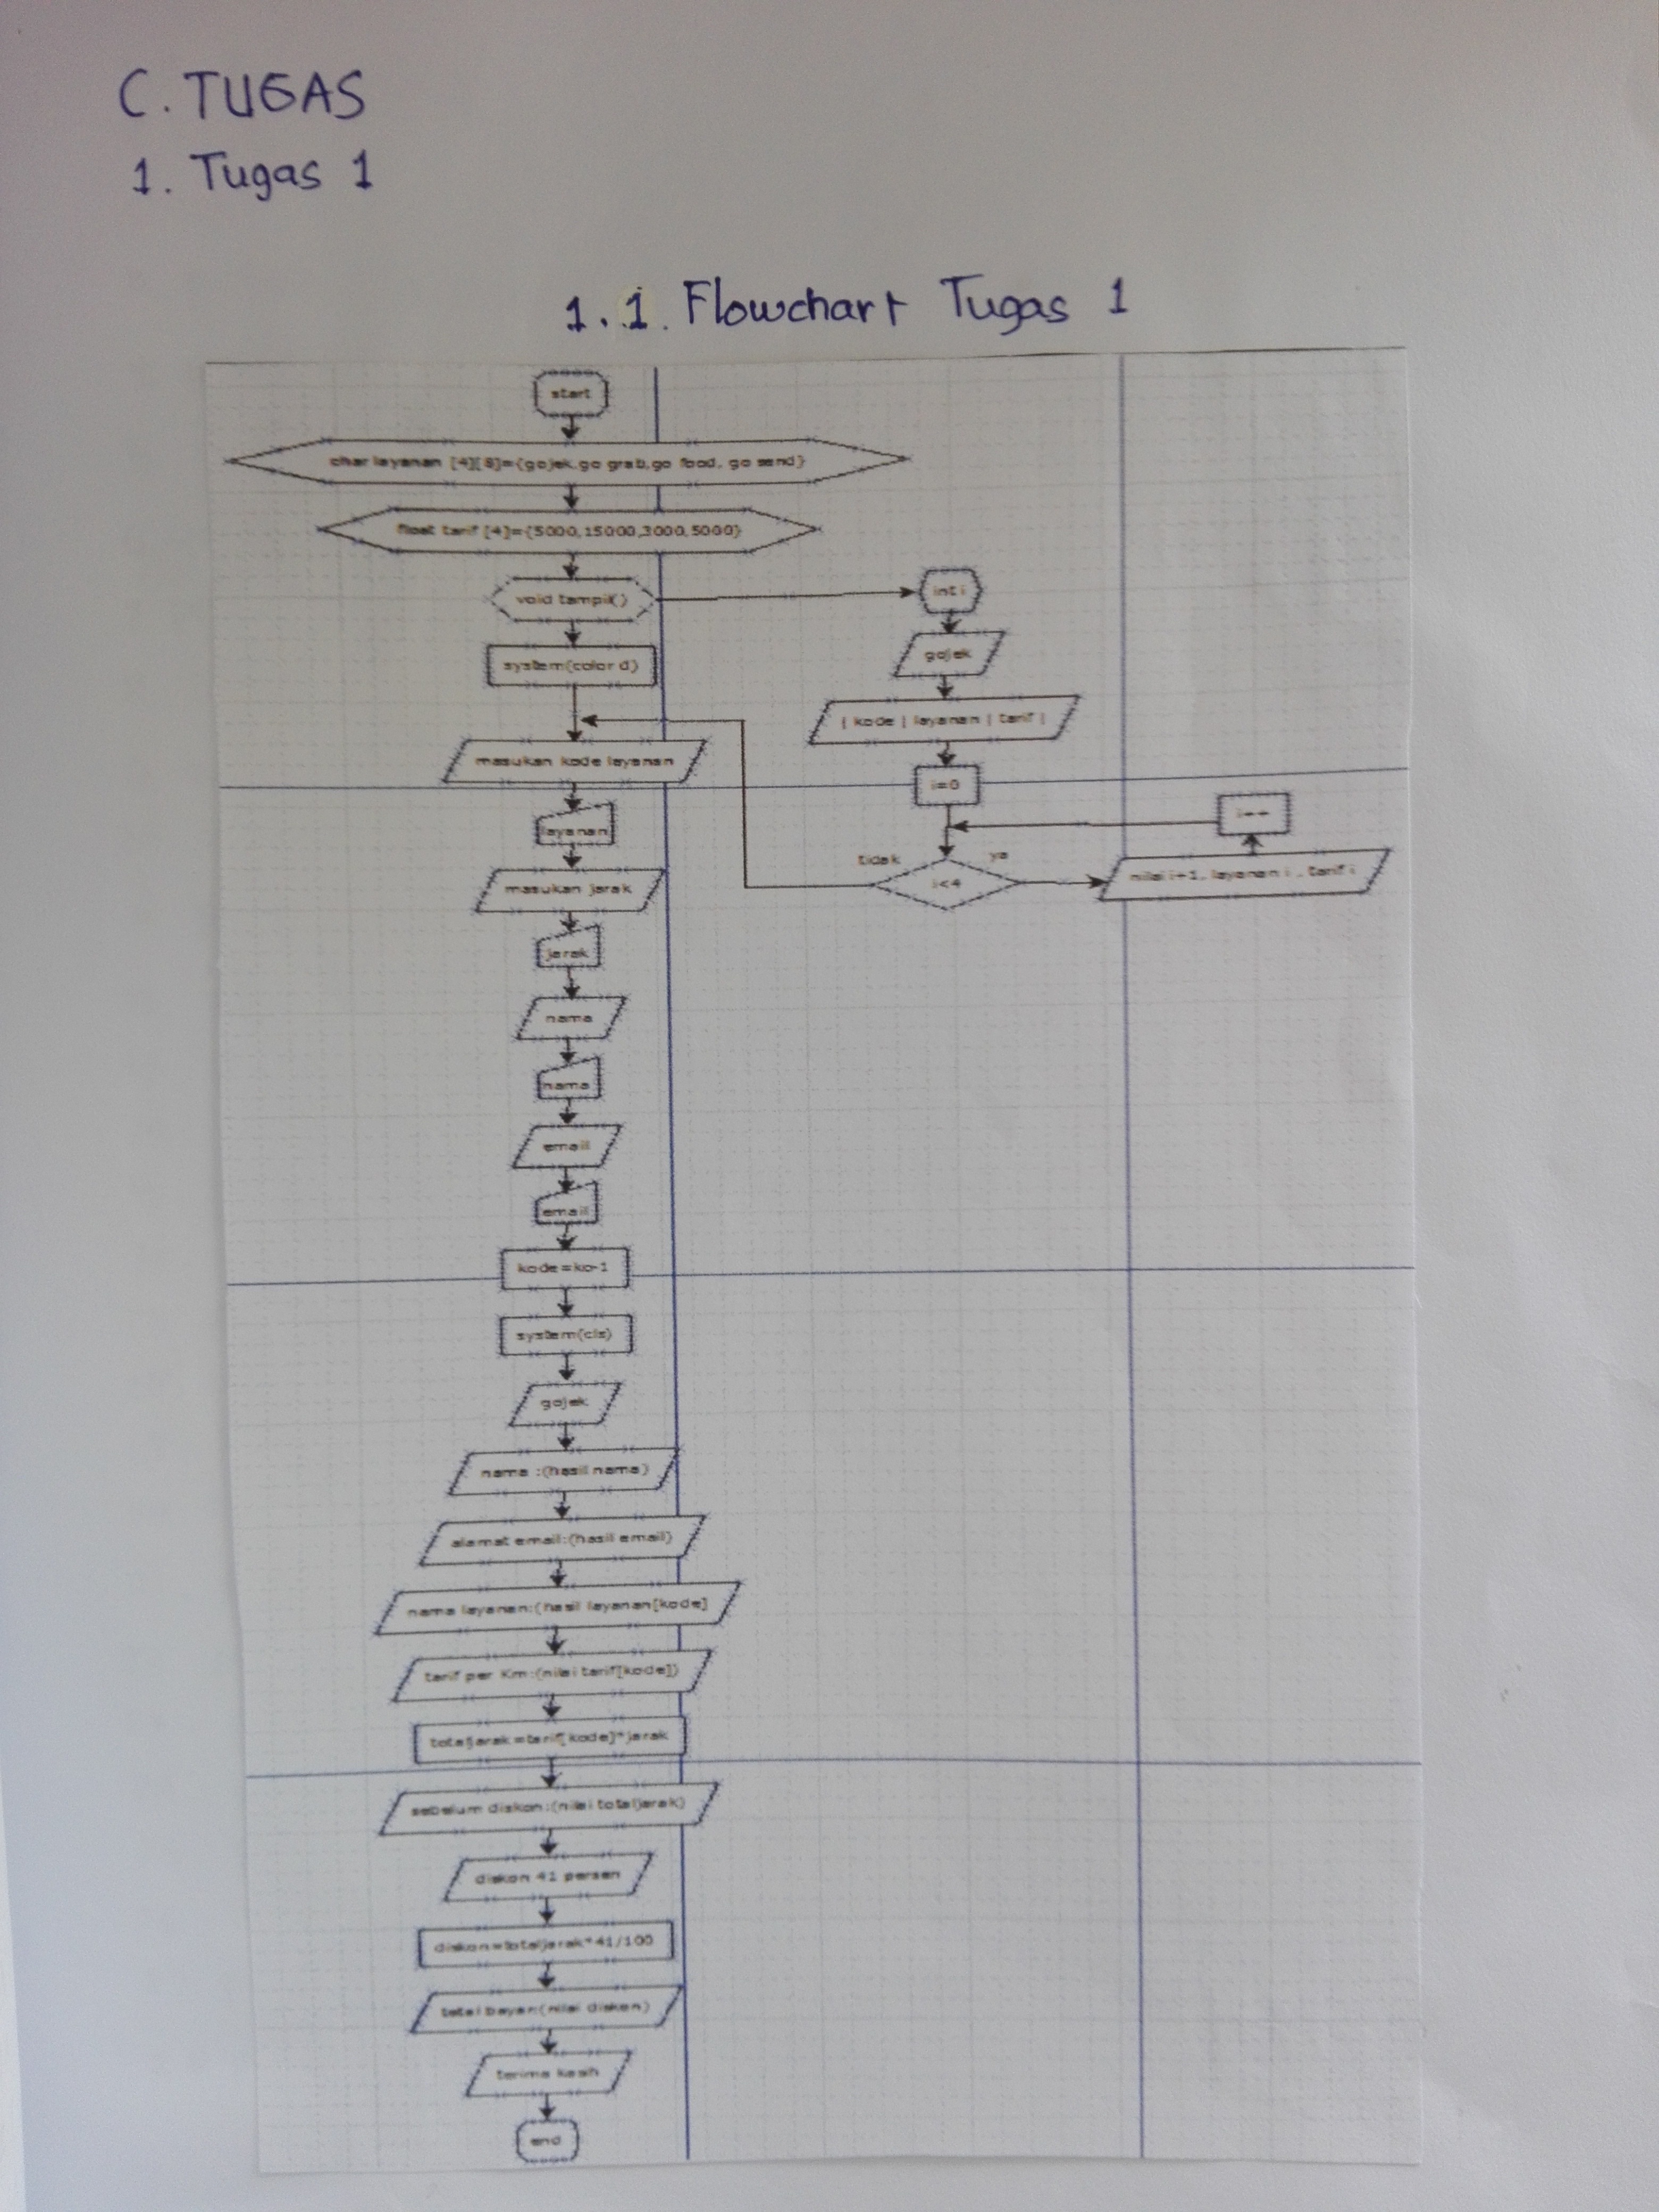 C. TUGAS
1. Tugas 1
1.1. Flowchart Tugas 1
start
char layanan [4][8]={gojek,go grab,go food, go send}
float tarif [4]={5000,15000,3000,5000}
void tampil()
system(color d)
masukan kode layanan
layanan
masukan jarak
jarak
nama
nama
email
email
kode=ko-1
system(cls)
gojek
nama :(hasil nama)
alamat email:(hasil email)
nama layanan:(hasil layanan[kode]
tarif per Km:(nilai tarif[kode])
totaljarak=tarif[kode]*jarak
sebelum diskon:(nilai totaljarak)
diskon 41 persen
diskon=totaljarak*41/100
total bayar:(nilai diskon)
terima kasih
end
int i
gojek
| kode | layanan | tarif |
i=0
tidak
ya
i<4
nilai i+1, layanan i , tarif i
i++